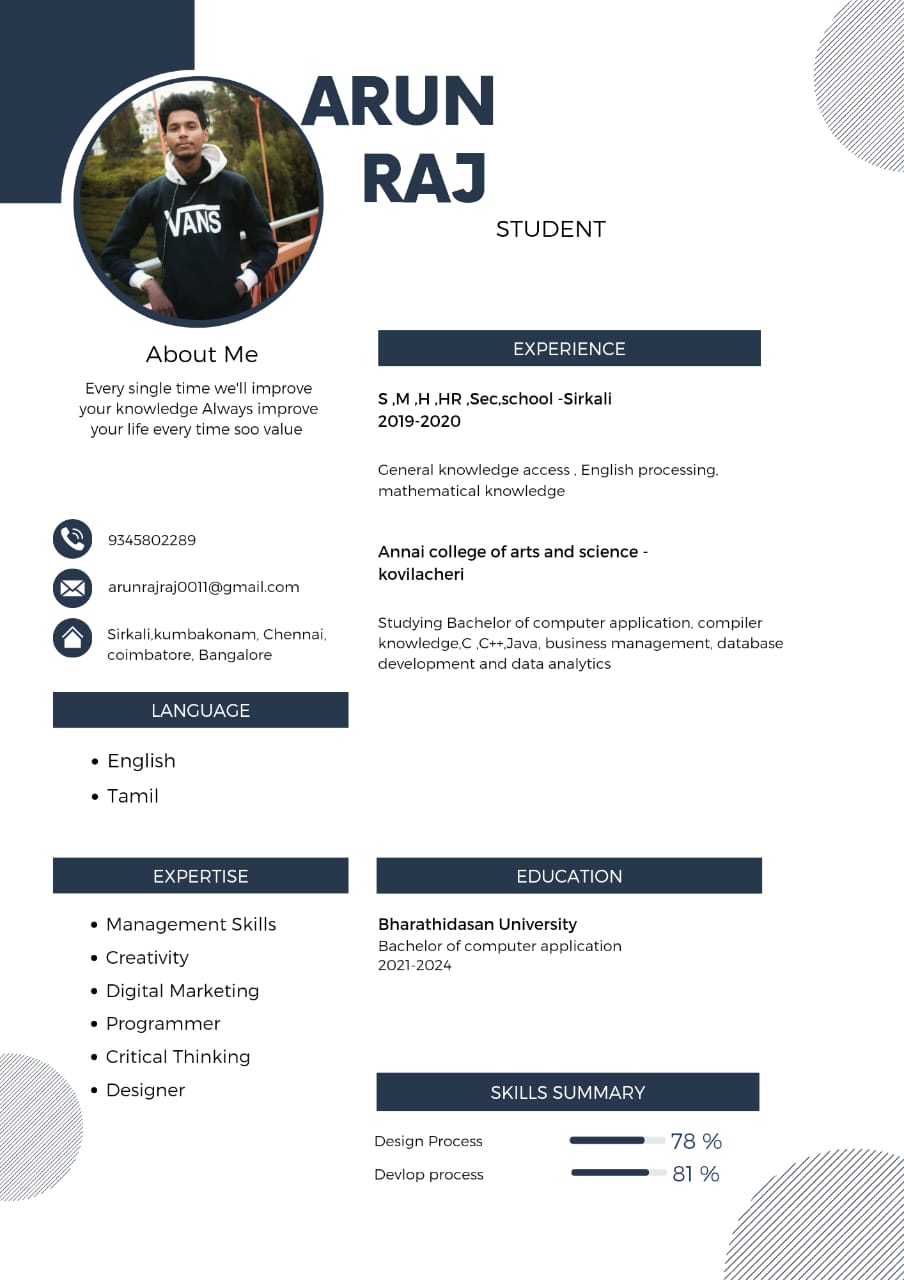 ARUN
RAJ
STUDENT
VANS
About Me
Every single time we'll improve
your knowledge Always improve
your life every time soo value
9345802289
arunrajraj0011@gmail.com
Sirkali,kumbakonam, Chennai,
coimbatore, Bangalore
LANGUAGE
• English
• Tamil
EXPERTISE
• Management Skills
• Creativity
• Digital Marketing
• Programmer
• Critical Thinking
• Designer
EXPERIENCE
S ,M ,H ,HR ,Sec,school -Sirkali
2019-2020
General knowledge access , English processing,
mathematical knowledge
Annai college of arts and science -
kovilacheri
Studying Bachelor of computer application, compiler
knowledge,C ,C++,Java, business management, database
development and data analytics
EDUCATION
Bharathidasan University
Bachelor of computer application
2021-2024
SKILLS SUMMARY
Design Process 78 %
Devlop process 81 %